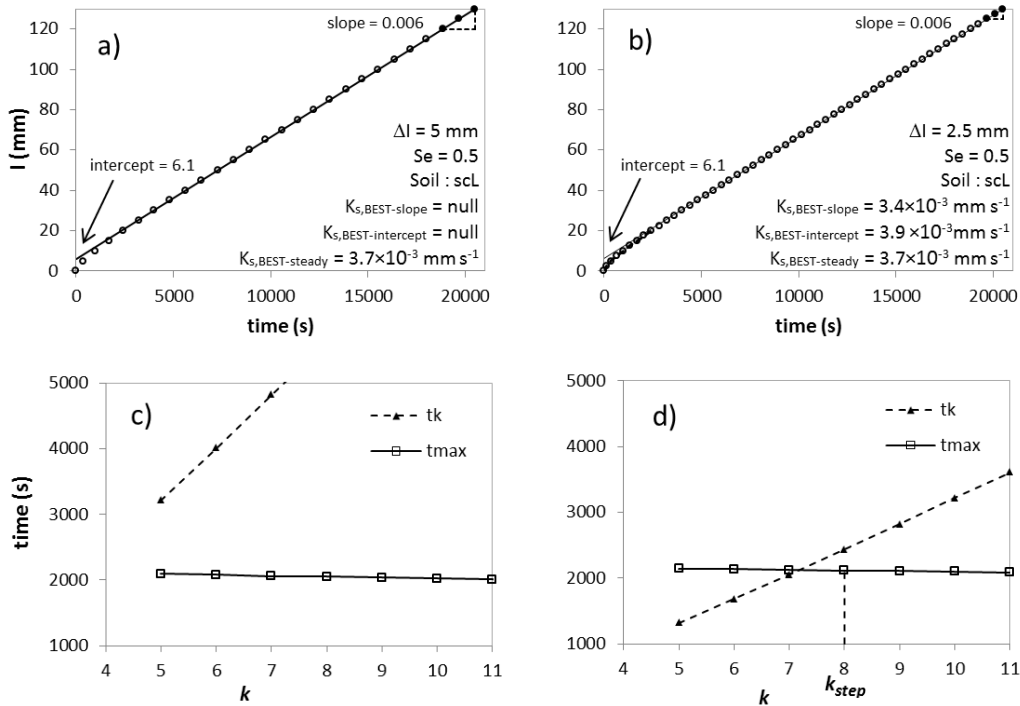 a)
slope = 0.006
I (mm)
120
100
80
60
40
20
0
intercept = 6.1
ΔI = 5 mm
Se = 0.5
Soil : scL
Ks,BEST-slope = null
Ks,BEST-intercept = null
Ks,BEST-steady = 3.7×10⁻³ mm s⁻¹
0 5000 10000 15000 20000
time (s)
b)
slope = 0.006
120
100
80
60
40
20
0
intercept = 6.1
ΔI = 2.5 mm
Se = 0.5
Soil : scL
Ks,BEST-slope = 3.4×10⁻³ mm s⁻¹
Ks,BEST-intercept = 3.9×10⁻³mm s⁻¹
Ks,BEST-steady = 3.7×10⁻³ mm s⁻¹
0 5000 10000 15000 20000
time (s)
c)
tk
tmax
time (s)
5000
4000
3000
2000
1000
4 5 6 7 8 9 10 11
k
d)
tk
tmax
5000
4000
3000
2000
1000
4 5 6 7 8 9 10 11
k
kstep